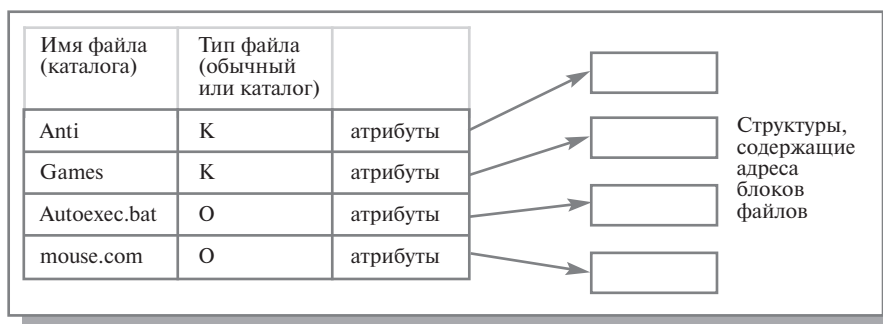 Имя файла
(каталога)
Тип файла
(обычный
или каталог)
Anti К атрибуты
Games К атрибуты
Autoexec.bat О атрибуты
mouse.com О атрибуты
Структуры,
содержащие
адреса
блоков
файлов